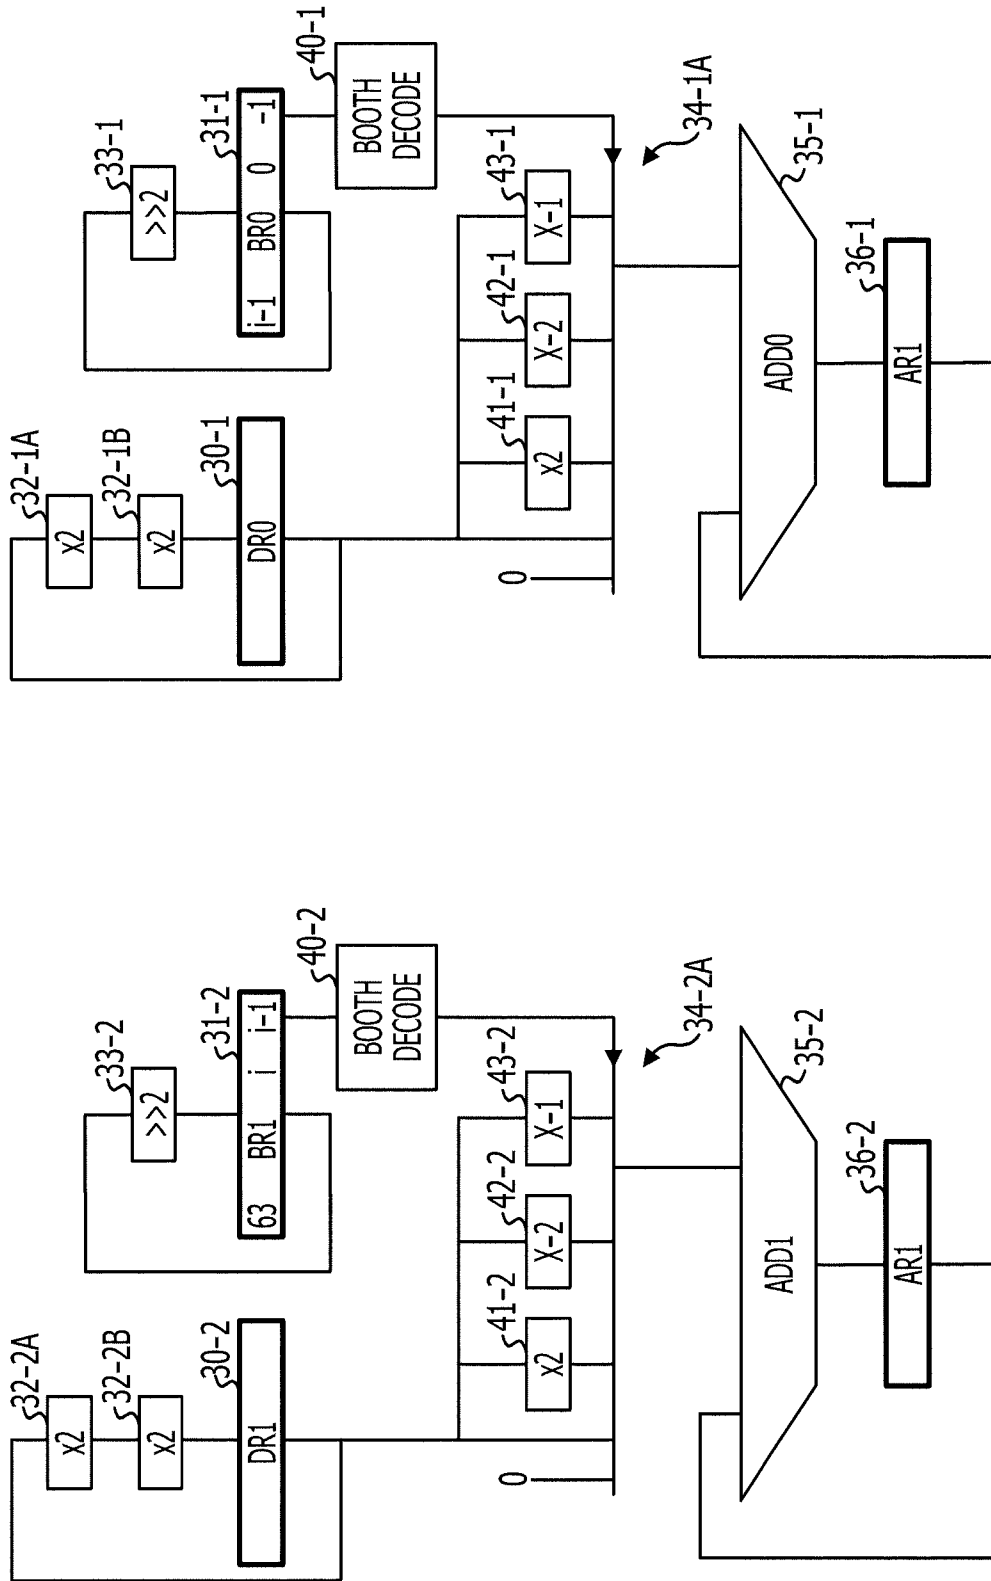 32-2A
x2
32-2B
x2
30-2
DR1
33-2
>>2
31-2
63 BR1 i i-1
40-2
BOOTH
DECODE
0
41-2
x2
42-2
X-2
43-2
X-1
34-2A
35-2
ADD1
36-2
AR1
32-1A
x2
32-1B
x2
30-1
DR0
33-1
>>2
31-1
i-1 BR0 0 -1
40-1
BOOTH
DECODE
0
41-1
x2
42-1
X-2
43-1
X-1
34-1A
35-1
ADD0
36-1
AR1